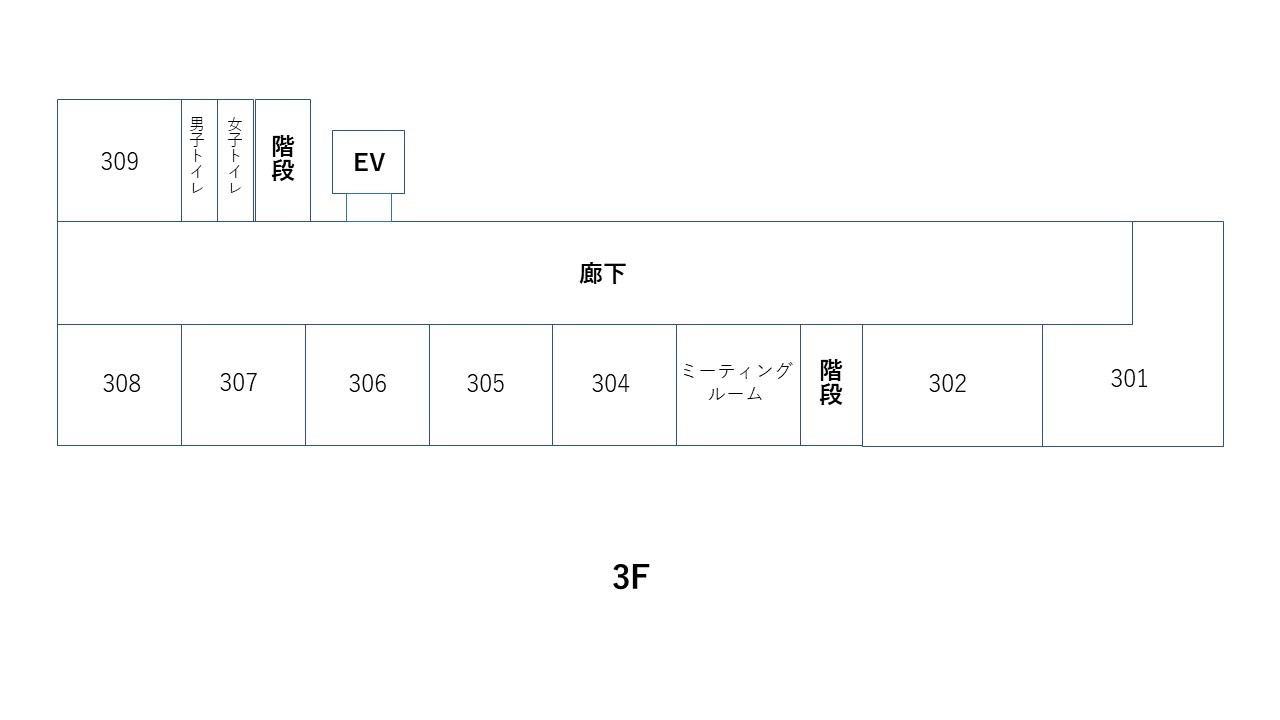 309
男子トイレ
女子トイレ
階段
EV
廊下
308
307
306
305
304
ミーティング
ルーム
階段
302
301
3F